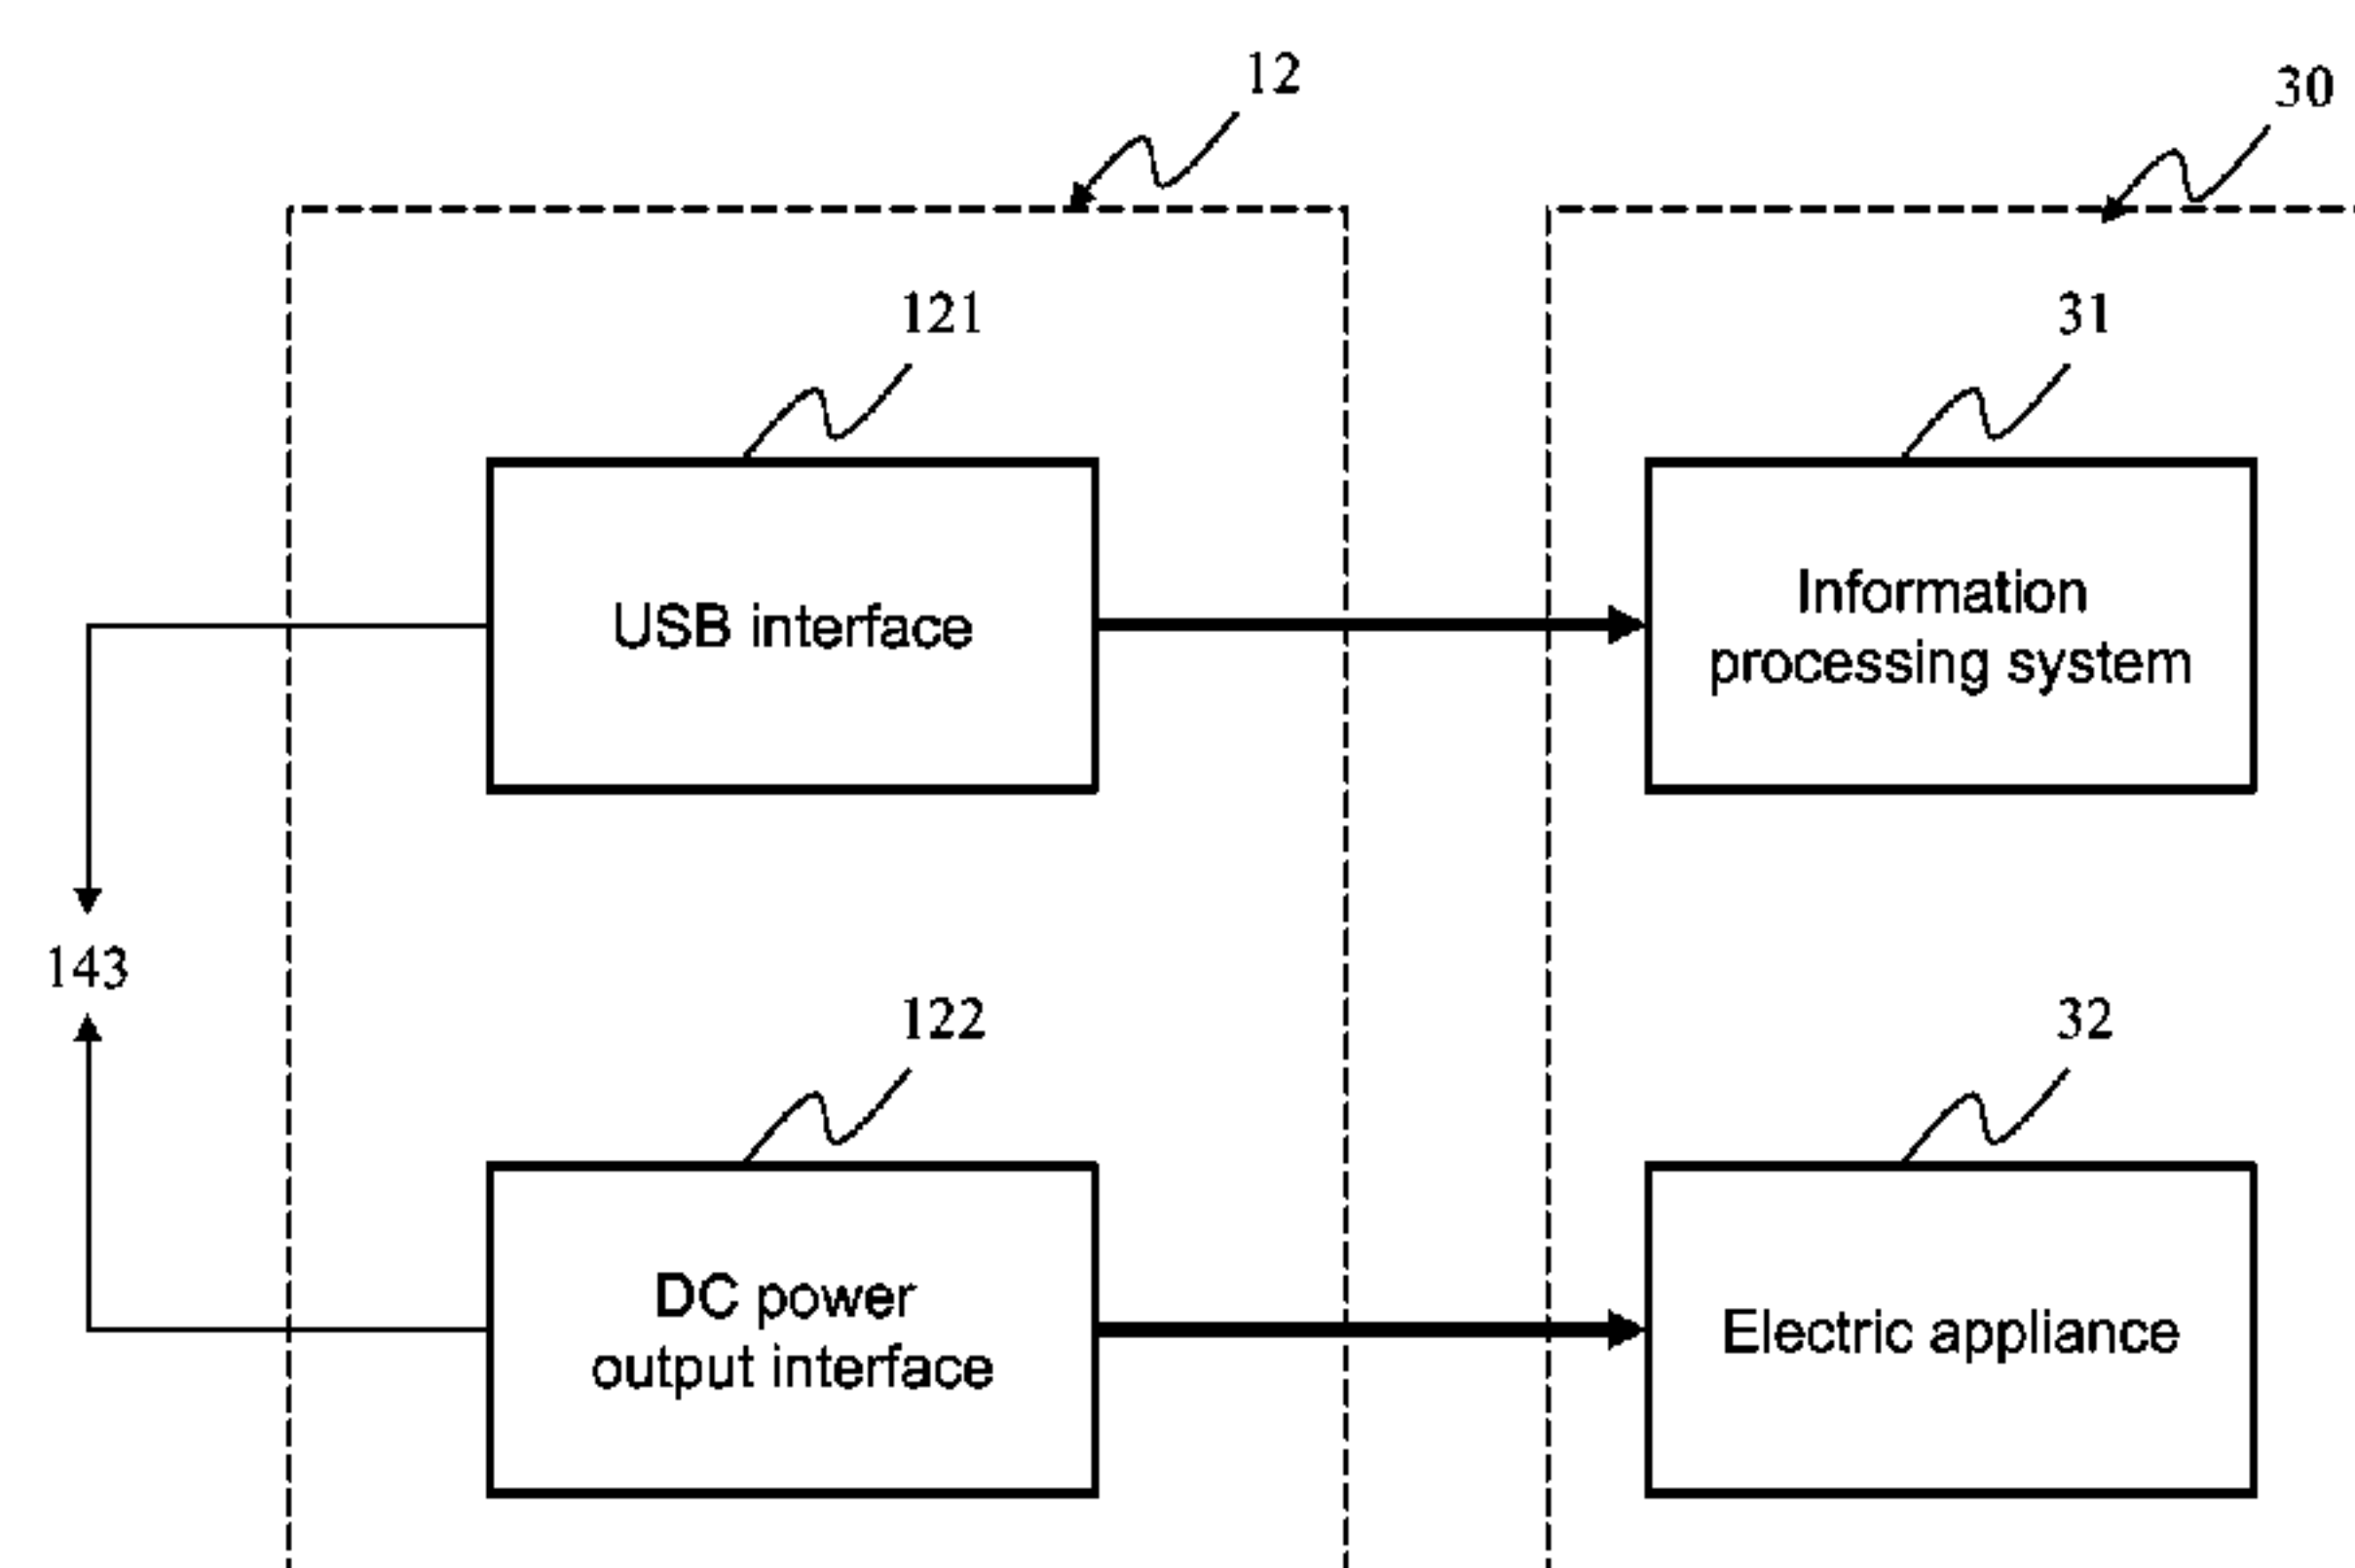 12
30
121
31
USB interface
Information
processing system
143
122
32
DC power
output interface
Electric appliance